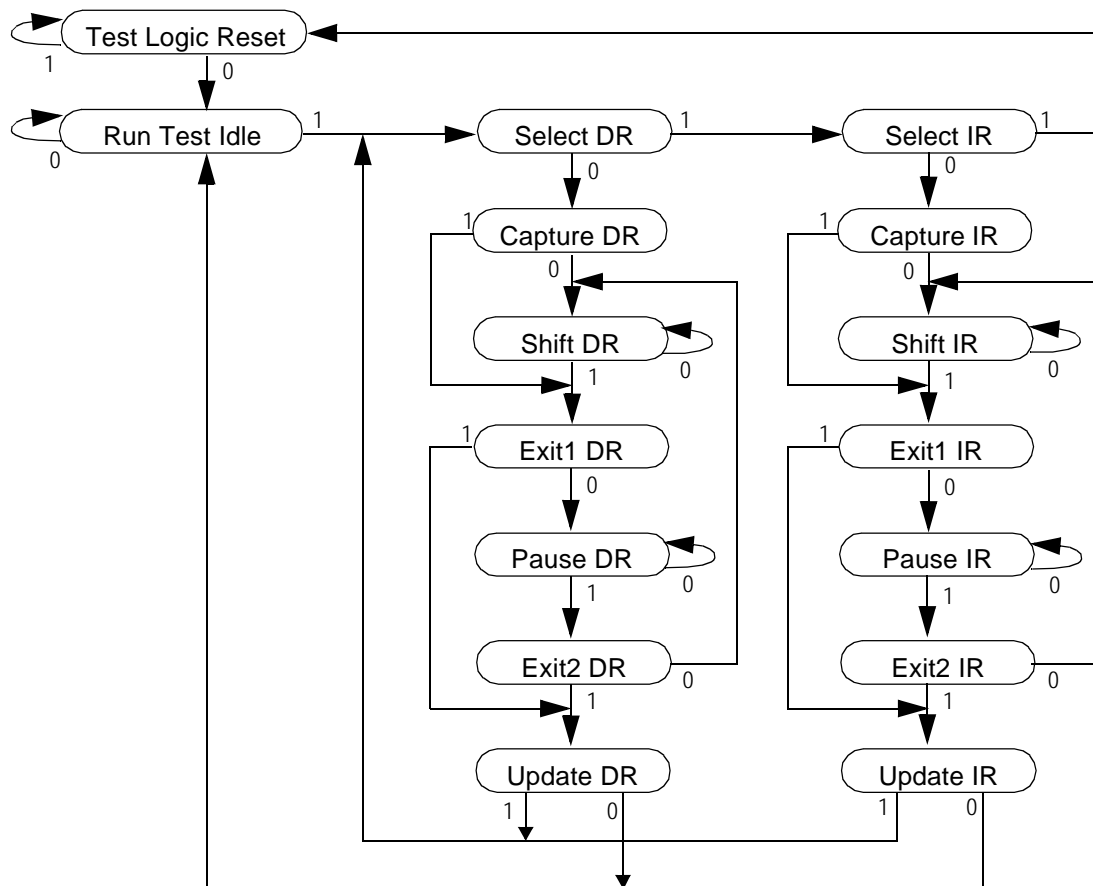 Test Logic Reset
1
0
Run Test Idle
1
0
Select DR
1
0
Select IR
1
0
1
Capture DR
0
1
Capture IR
0
Shift DR
0
1
Shift IR
0
1
1
Exit1 DR
0
1
Exit1 IR
0
Pause DR
0
1
Pause IR
0
1
Exit2 DR
0
1
Exit2 IR
0
1
Update DR
1
0
Update IR
1
0